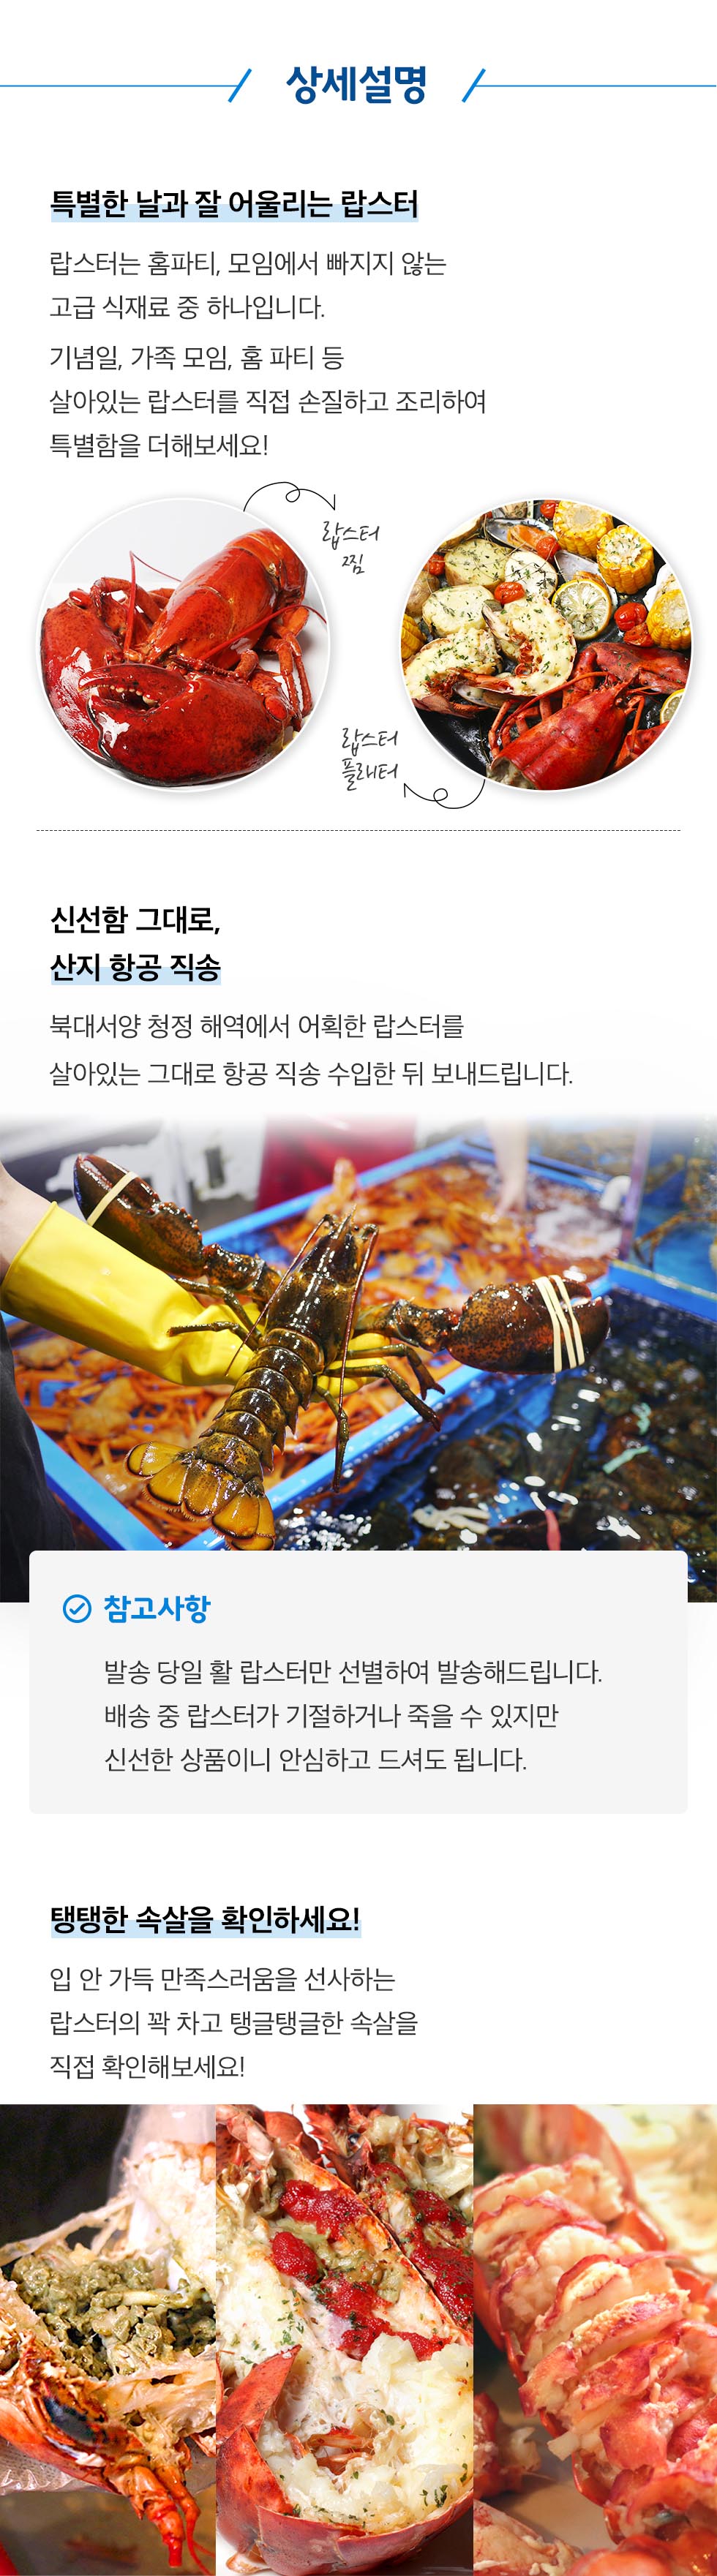 상세설명
특별한 날과 잘 어울리는 랍스터
랍스터는 홈파티, 모임에서 빠지지 않는
고급 식재료 중 하나입니다.
기념일, 가족 모임, 홈 파티 등
살아있는 랍스터를 직접 손질하고 조리하여
특별함을 더해보세요!
랍스터
찜
랍스터
플래터
신선함 그대로,
산지 항공 직송
북대서양 청정 해역에서 어획한 랍스터를
살아있는 그대로 항공 직송 수입한 뒤 보내드립니다.
참고사항
발송 당일 활 랍스터만 선별하여 발송해드립니다.
배송 중 랍스터가 기절하거나 죽을 수 있지만
신선한 상품이니 안심하고 드셔도 됩니다.
탱탱한 속살을 확인하세요!
입 안 가득 만족스러움을 선사하는
랍스터의 꽉 차고 탱글탱글한 속살을
직접 확인해보세요!